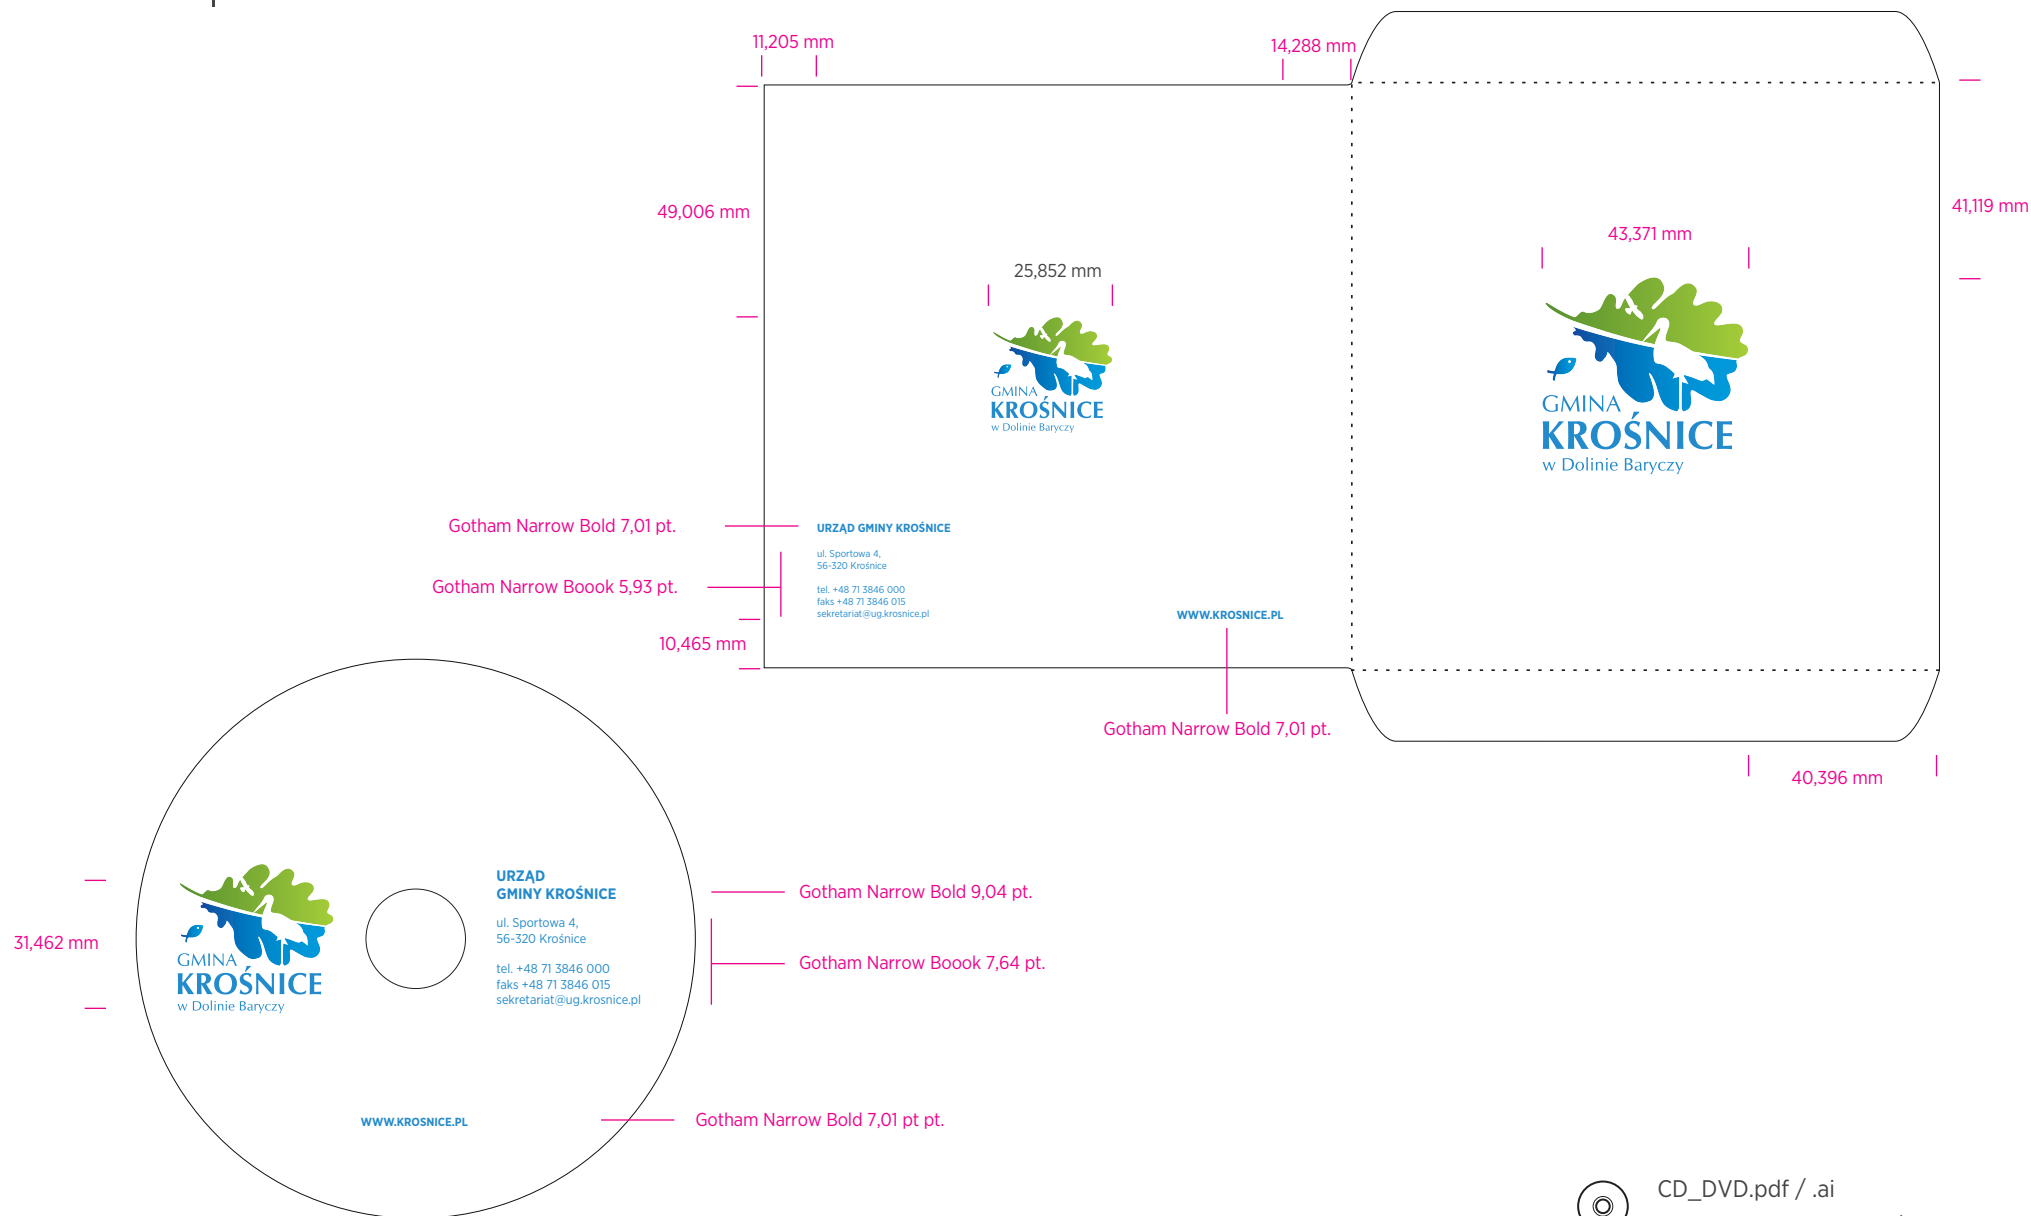 11,205 mm
14,288 mm
49,006 mm
41,119 mm
43,371 mm
25,852 mm
GMINA
KROŚNICE
w Dolinie Baryczy
GMINA
KROŚNICE
w Dolinie Baryczy
Gotham Narrow Bold 7,01 pt.
URZĄD GMINY KROŚNICE
ul. Sportowa 4,
56-320 Krośnice
Gotham Narrow Boook 5,93 pt.
tel. +48 71 3846 000
faks +48 71 3846 015
sekretariat@ug.krosnice.pl
WWW.KROSNICE.PL
10,465 mm
Gotham Narrow Bold 7,01 pt.
40,396 mm
31,462 mm
GMINA
KROŚNICE
w Dolinie Baryczy
URZĄD
GMINY KROŚNICE
ul. Sportowa 4,
56-320 Krośnice
tel. +48 71 3846 000
faks +48 71 3846 015
sekretariat@ug.krosnice.pl
Gotham Narrow Bold 9,04 pt.
Gotham Narrow Boook 7,64 pt.
WWW.KROSNICE.PL
Gotham Narrow Bold 7,01 pt pt.
CD_DVD.pdf / .ai